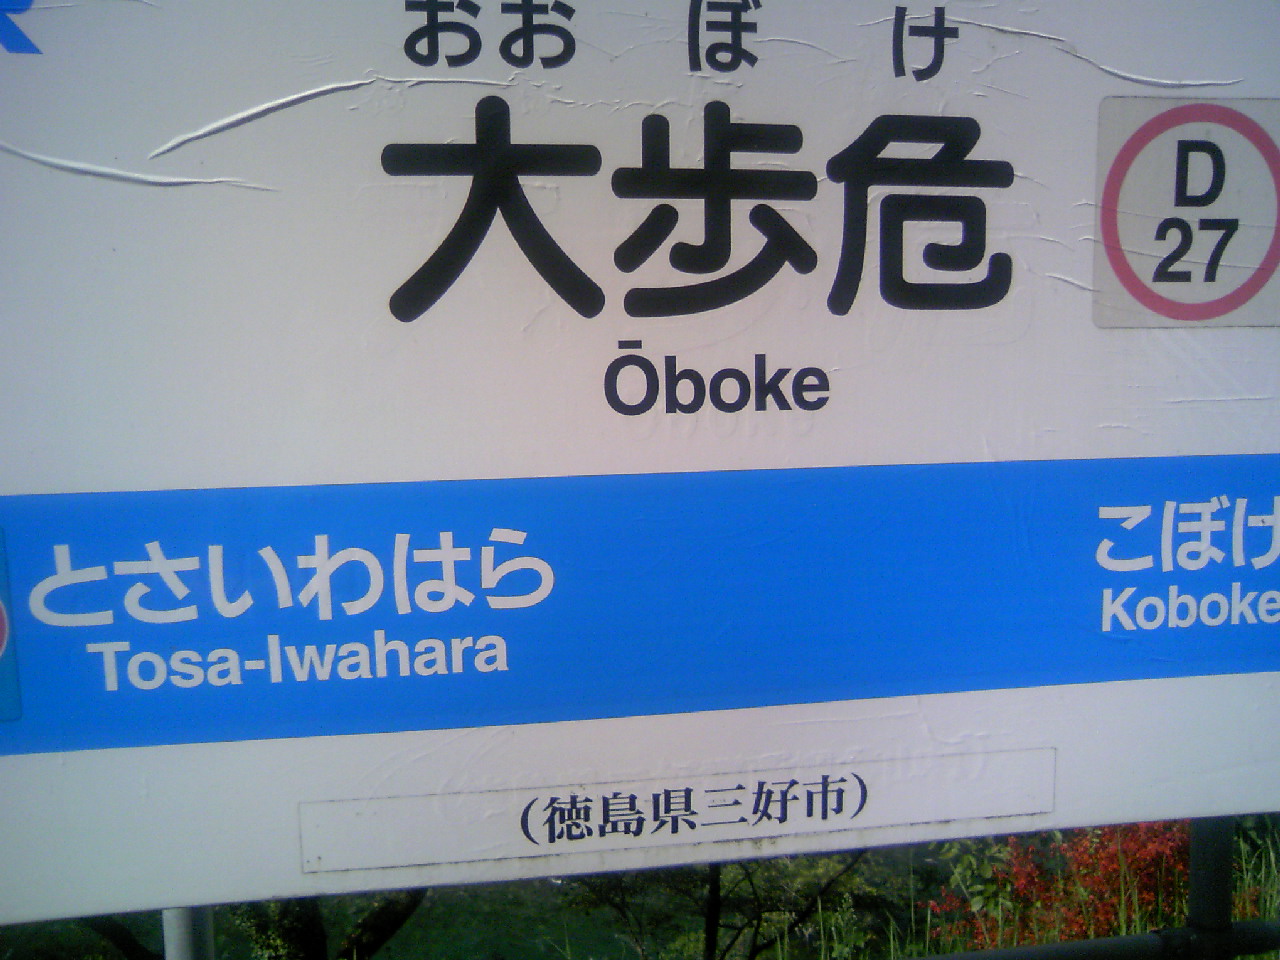 おおぼけ
大歩危
D
27
Ōboke
とさいわはら
Tosa-Iwahara
こぼけ
Koboke
(徳島県三好市)